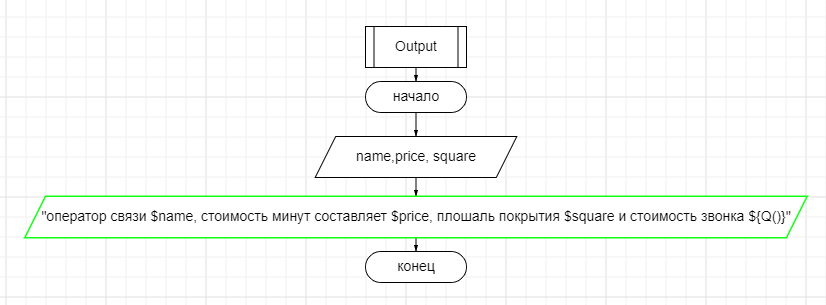 Output
начало
name,price, square
"оператор связи $name, стоимость минут составляет $price, плошаль покрытия $square и стоимость звонка ${Q()}"
конец